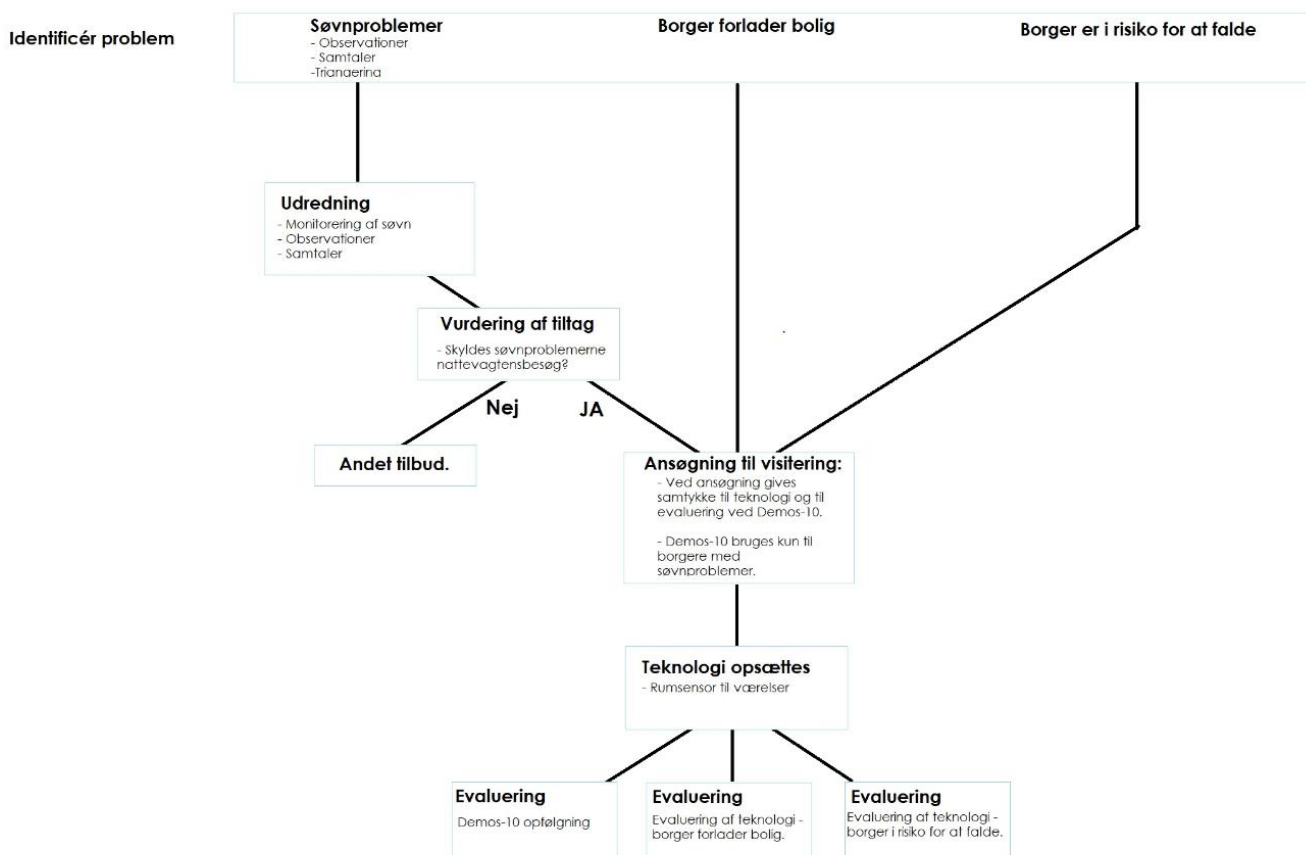 Identificér problem
Søvnproblemer
- Observationer
- Samtaler
Borger forlader bolig
Borger er i risiko for at falde
Udredning
- Monitorering af søvn
- Observationer
- Samtaler
Vurdering af tiltag
- Skyldes søvnproblemerne
nattevagtensbesøg?
Nej
JA
Andet tilbud.
Ansøgning til visitering:
- Ved ansøgning gives
samtykke til teknologi og til
evaluering ved Demos-10.
- Demos-10 bruges kun til
borgere med
søvnproblemer.
Teknologi opsættes
- Rumsensor til værelser
Evaluering
Demos-10 opfølgning
Evaluering
Evaluering af teknologi -
borger forlader bolig.
Evaluering
Evaluering af teknologi -
borger i risiko for at falde.